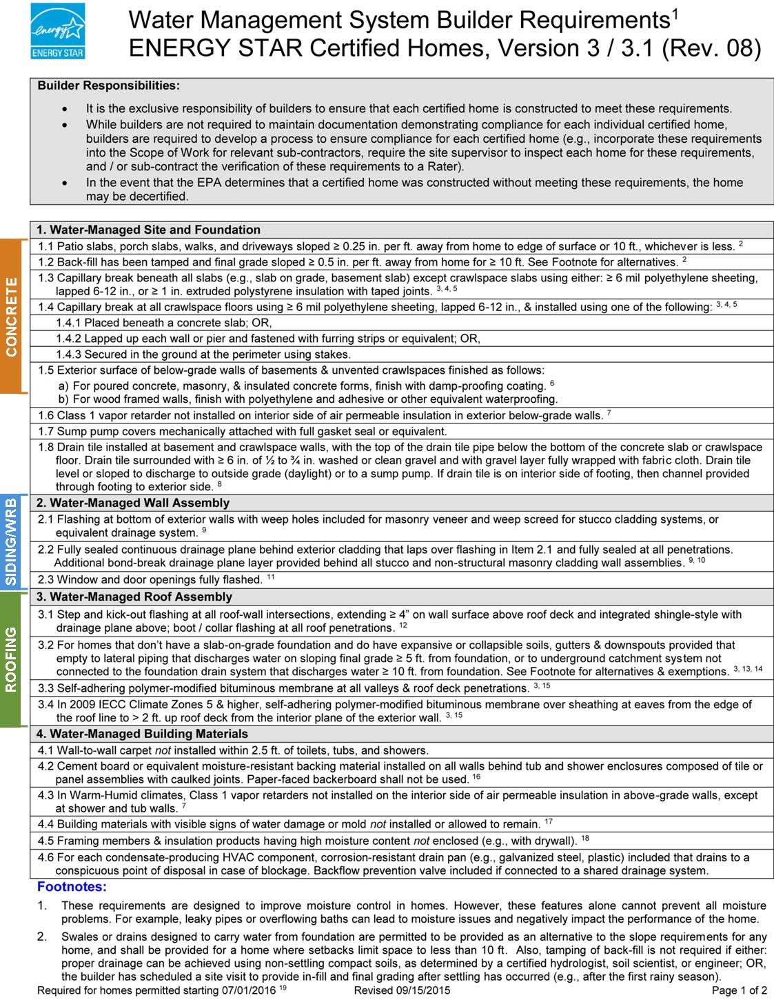 energy
ENERGY STAR
Water Management System Builder Requirements¹
ENERGY STAR Certified Homes, Version 3 / 3.1 (Rev. 08)
Builder Responsibilities:
• It is the exclusive responsibility of builders to ensure that each certified home is constructed to meet these requirements.
• While builders are not required to maintain documentation demonstrating compliance for each individual certified home,
builders are required to develop a process to ensure compliance for each certified home (e.g., incorporate these requirements
into the Scope of Work for relevant sub-contractors, require the site supervisor to inspect each home for these requirements,
and / or sub-contract the verification of these requirements to a Rater).
• In the event that the EPA determines that a certified home was constructed without meeting these requirements, the home
may be decertified.
CONCRETE
1. Water-Managed Site and Foundation
1.1 Patio slabs, porch slabs, walks, and driveways sloped ≥ 0.25 in. per ft. away from home to edge of surface or 10 ft., whichever is less. ²
1.2 Back-fill has been tamped and final grade sloped ≥ 0.5 in. per ft. away from home for ≥ 10 ft. See Footnote for alternatives. ²
1.3 Capillary break beneath all slabs (e.g., slab on grade, basement slab) except crawlspace slabs using either: ≥ 6 mil polyethylene sheeting,
lapped 6-12 in., or ≥ 1 in. extruded polystyrene insulation with taped joints. ³, ⁴, ⁵
1.4 Capillary break at all crawlspace floors using ≥ 6 mil polyethylene sheeting, lapped 6-12 in., & installed using one of the following: ³, ⁴, ⁵
1.4.1 Placed beneath a concrete slab; OR,
1.4.2 Lapped up each wall or pier and fastened with furring strips or equivalent; OR,
1.4.3 Secured in the ground at the perimeter using stakes.
1.5 Exterior surface of below-grade walls of basements & unvented crawlspaces finished as follows:
a) For poured concrete, masonry, & insulated concrete forms, finish with damp-proofing coating. ⁶
b) For wood framed walls, finish with polyethylene and adhesive or other equivalent waterproofing.
1.6 Class 1 vapor retarder not installed on interior side of air permeable insulation in exterior below-grade walls. ⁷
1.7 Sump pump covers mechanically attached with full gasket seal or equivalent.
1.8 Drain tile installed at basement and crawlspace walls, with the top of the drain tile pipe below the bottom of the concrete slab or crawlspace
floor. Drain tile surrounded with ≥ 6 in. of ½ to ¾ in. washed or clean gravel and with gravel layer fully wrapped with fabric cloth. Drain tile
level or sloped to discharge to outside grade (daylight) or to a sump pump. If drain tile is on interior side of footing, then channel provided
through footing to exterior side. ⁸
SIDING/WRB
2. Water-Managed Wall Assembly
2.1 Flashing at bottom of exterior walls with weep holes included for masonry veneer and weep screed for stucco cladding systems, or
equivalent drainage system. ⁹
2.2 Fully sealed continuous drainage plane behind exterior cladding that laps over flashing in Item 2.1 and fully sealed at all penetrations.
Additional bond-break drainage plane layer provided behind all stucco and non-structural masonry cladding wall assemblies. ⁹, ¹⁰
2.3 Window and door openings fully flashed. ¹¹
ROOFING
3. Water-Managed Roof Assembly
3.1 Step and kick-out flashing at all roof-wall intersections, extending ≥ 4” on wall surface above roof deck and integrated shingle-style with
drainage plane above; boot / collar flashing at all roof penetrations. ¹²
3.2 For homes that don’t have a slab-on-grade foundation and do have expansive or collapsible soils, gutters & downspouts provided that
empty to lateral piping that discharges water on sloping final grade ≥ 5 ft. from foundation, or to underground catchment system not
connected to the foundation drain system that discharges water ≥ 10 ft. from foundation. See Footnote for alternatives & exemptions. ³, ¹³, ¹⁴
3.3 Self-adhering polymer-modified bituminous membrane at all valleys & roof deck penetrations. ³, ¹⁵
3.4 In 2009 IECC Climate Zones 5 & higher, self-adhering polymer-modified bituminous membrane over sheathing at eaves from the edge of
the roof line to > 2 ft. up roof deck from the interior plane of the exterior wall. ³, ¹⁵
4. Water-Managed Building Materials
4.1 Wall-to-wall carpet not installed within 2.5 ft. of toilets, tubs, and showers.
4.2 Cement board or equivalent moisture-resistant backing material installed on all walls behind tub and shower enclosures composed of tile or
panel assemblies with caulked joints. Paper-faced backerboard shall not be used. ¹⁶
4.3 In Warm-Humid climates, Class 1 vapor retarders not installed on the interior side of air permeable insulation in above-grade walls, except
at shower and tub walls. ⁷
4.4 Building materials with visible signs of water damage or mold not installed or allowed to remain. ¹⁷
4.5 Framing members & insulation products having high moisture content not enclosed (e.g., with drywall). ¹⁸
4.6 For each condensate-producing HVAC component, corrosion-resistant drain pan (e.g., galvanized steel, plastic) included that drains to a
conspicuous point of disposal in case of blockage. Backflow prevention valve included if connected to a shared drainage system.
Footnotes:
1. These requirements are designed to improve moisture control in homes. However, these features alone cannot prevent all moisture
problems. For example, leaky pipes or overflowing baths can lead to moisture issues and negatively impact the performance of the home.
2. Swales or drains designed to carry water from foundation are permitted to be provided as an alternative to the slope requirements for any
home, and shall be provided for a home where setbacks limit space to less than 10 ft. Also, tamping of back-fill is not required if either:
proper drainage can be achieved using non-settling compact soils, as determined by a certified hydrologist, soil scientist, or engineer; OR,
the builder has scheduled a site visit to provide in-fill and final grading after settling has occurred (e.g., after the first rainy season).
Required for homes permitted starting 07/01/2016 ¹⁹ Revised 09/15/2015 Page 1 of 2